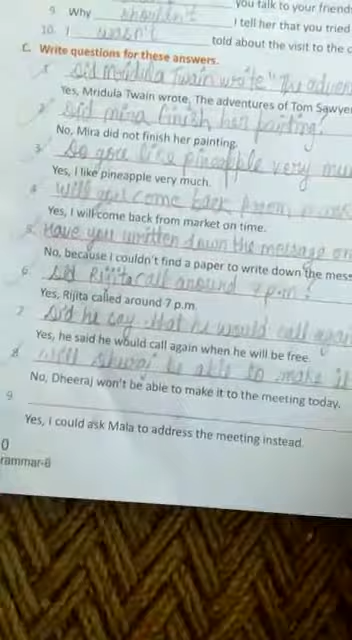 you talk to your friend
9. Why shouldn't I tell her that you tried
10. I wasn't told about the visit to the c
C. Write questions for these answers.
1. Did Mridula Twain wrote "The adven
Yes, Mridula Twain wrote, The adventures of Tom Sawyer
2. Did mira finish her painting?
No, Mira did not finish her painting.
3. Do you like pineapple very mu
Yes, I like pineapple very much.
4. Will you come back from
Yes, I will come back from market on time.
5. Have you written down the message on
No, because I couldn't find a paper to write down the mess
6. Did Rijita call around 7 p.m?
Yes, Rijita called around 7 p.m.
7. Did he say that he would call again
Yes, he said he would call again when he will be free.
8. Will be able to make it
No, Dheeraj won't be able to make it to the meeting today.
9.
Yes, I could ask Mala to address the meeting instead.
0
rammar-8